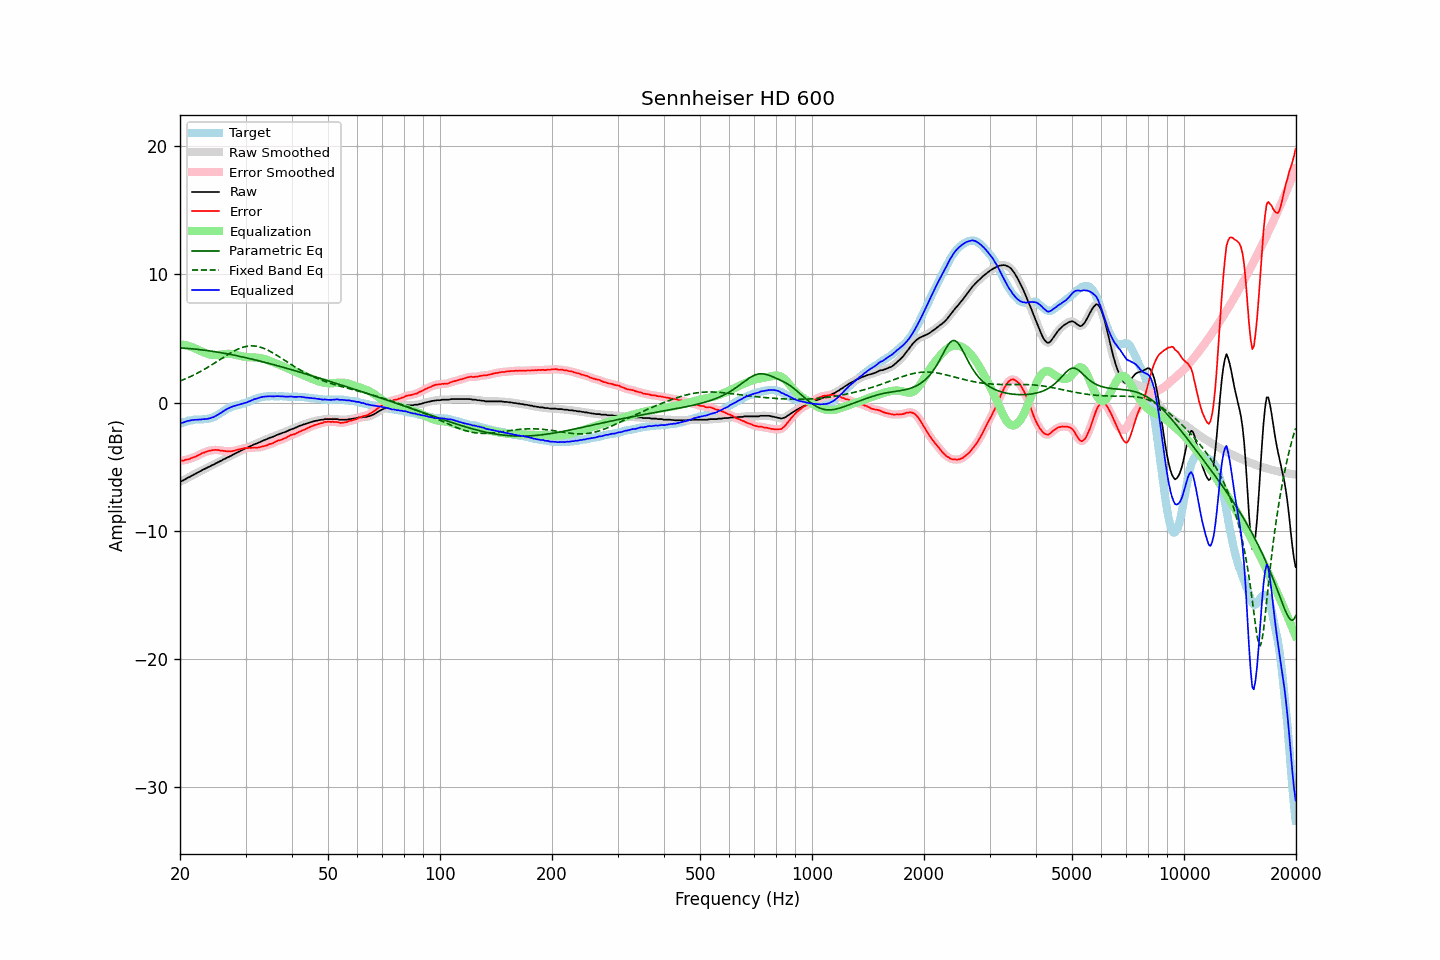 Sennheiser HD 600
Target
Raw Smoothed
Error Smoothed
Raw
Error
Equalization
Parametric Eq
Fixed Band Eq
Equalized
20
10
0
−10
−20
−30
Amplitude (dBr)
20 50 100 200 500 1000 2000 5000 10000 20000
Frequency (Hz)